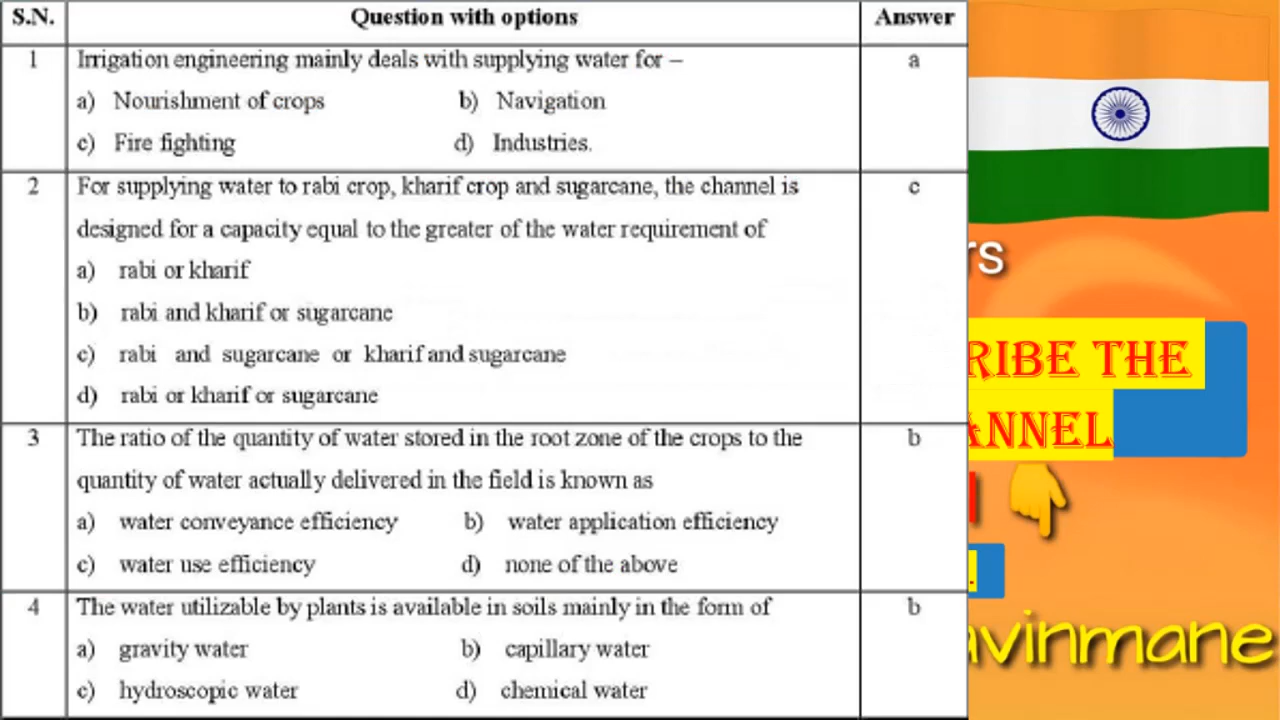 S.N. Question with options Answer
1 Irrigation engineering mainly deals with supplying water for – a
a) Nourishment of crops b) Navigation
c) Fire fighting d) Industries.
2 For supplying water to rabi crop, kharif crop and sugarcane, the channel is c
designed for a capacity equal to the greater of the water requirement of
a) rabi or kharif
b) rabi and kharif or sugarcane
c) rabi and sugarcane or kharif and sugarcane
d) rabi or kharif or sugarcane
3 The ratio of the quantity of water stored in the root zone of the crops to the b
quantity of water actually delivered in the field is known as
a) water conveyance efficiency b) water application efficiency
c) water use efficiency d) none of the above
4 The water utilizable by plants is available in soils mainly in the form of b
a) gravity water b) capillary water
c) hydroscopic water d) chemical water
rs
RIBE THE
ANNEL
avinmane